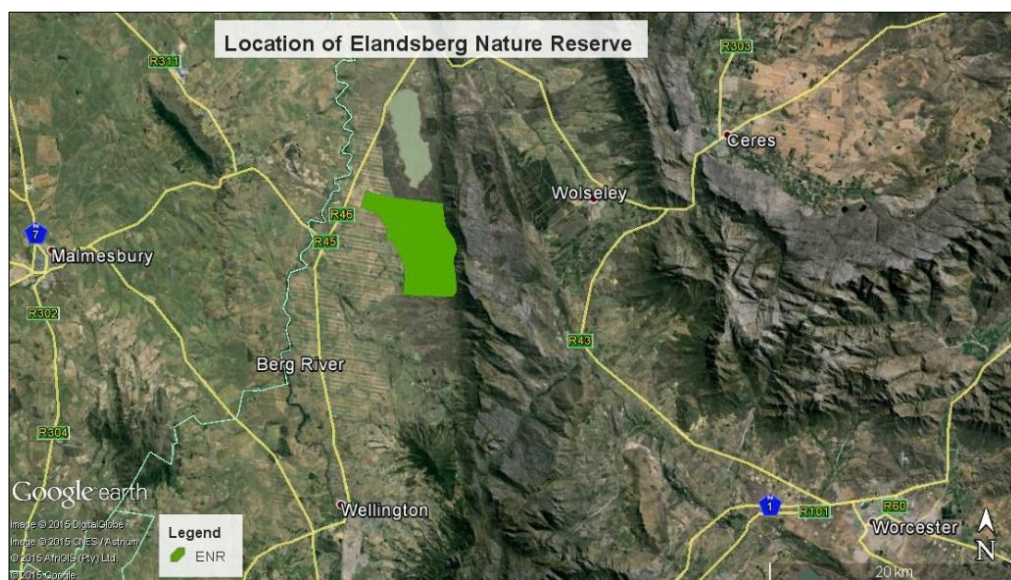 Location of Elandsberg Nature Reserve
R311
R303
Ceres
Wolseley
R46
R45
7
Malmesbury
R302
R43
Berg River
R304
Google earth
Wellington
1
R101
R60
Worcester
Image © 2015 DigitalGlobe
Image © 2015 CNES / Astrium
© 2015 AfriGIS (Pty) Ltd.
© 2015 Google
Legend
ENR
N
20 km